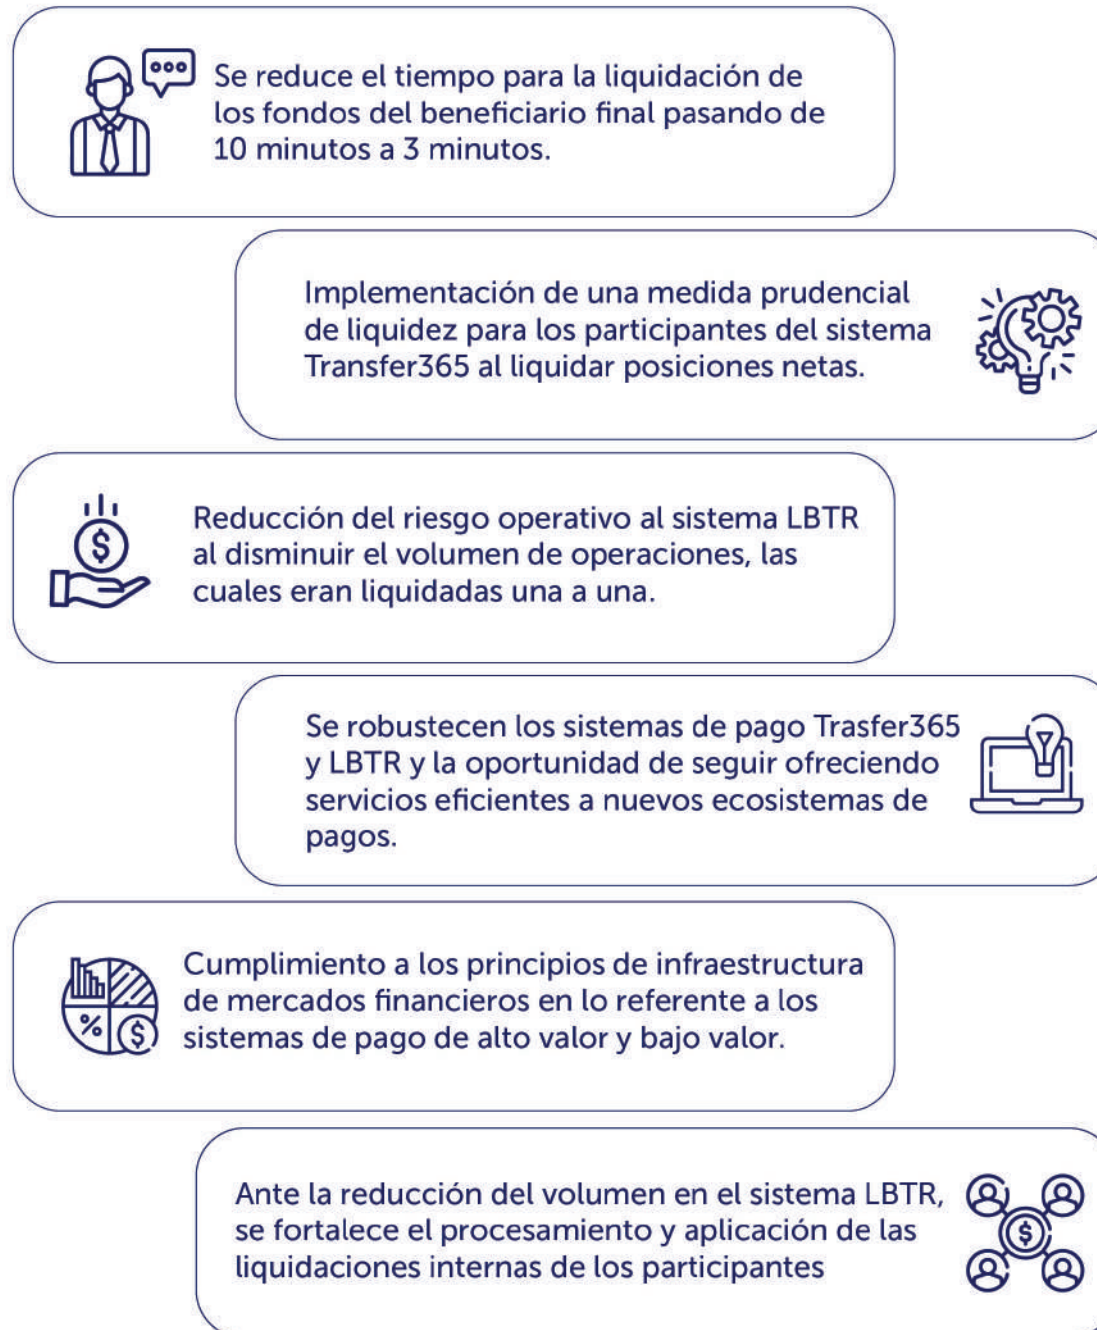 Se reduce el tiempo para la liquidación de
los fondos del beneficiario final pasando de
10 minutos a 3 minutos.
Implementación de una medida prudencial
de liquidez para los participantes del sistema
Transfer365 al liquidar posiciones netas.
Reducción del riesgo operativo al sistema LBTR
al disminuir el volumen de operaciones, las
cuales eran liquidadas una a una.
Se robustecen los sistemas de pago Trasfer365
y LBTR y la oportunidad de seguir ofreciendo
servicios eficientes a nuevos ecosistemas de
pagos.
Cumplimiento a los principios de infraestructura
de mercados financieros en lo referente a los
sistemas de pago de alto valor y bajo valor.
Ante la reducción del volumen en el sistema LBTR,
se fortalece el procesamiento y aplicación de las
liquidaciones internas de los participantes